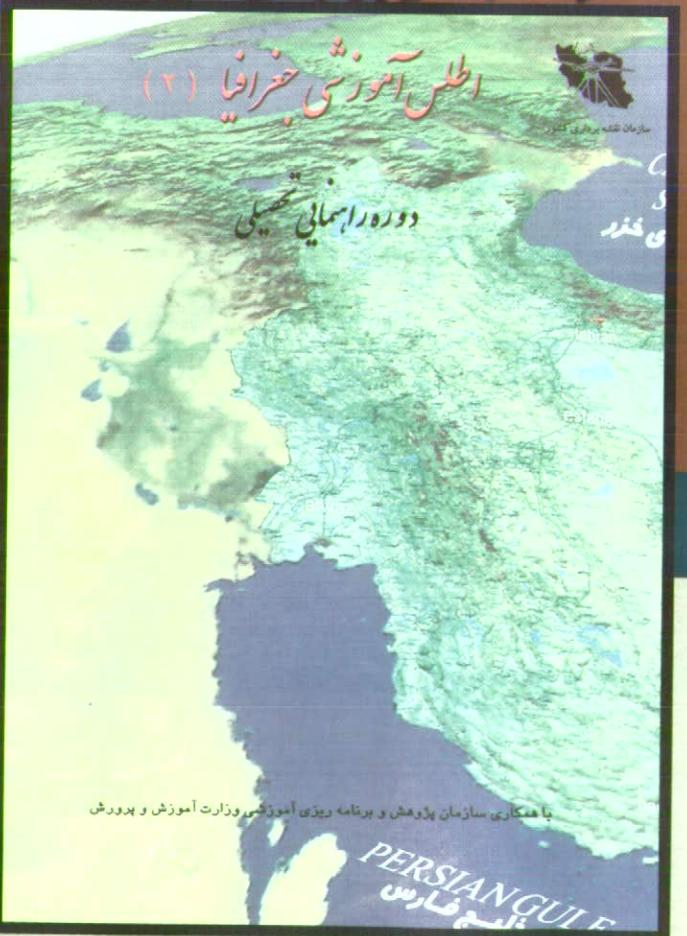 اطلس آموزشی جغرافیا (۲)
سازمان نقشه برداری کشور
دوره راهنمایی تحصیلی
با همکاری سازمان پژوهش و برنامه ریزی آموزشی وزارت آموزش و پرورش
PERSIAN GULF
خلیج فارس